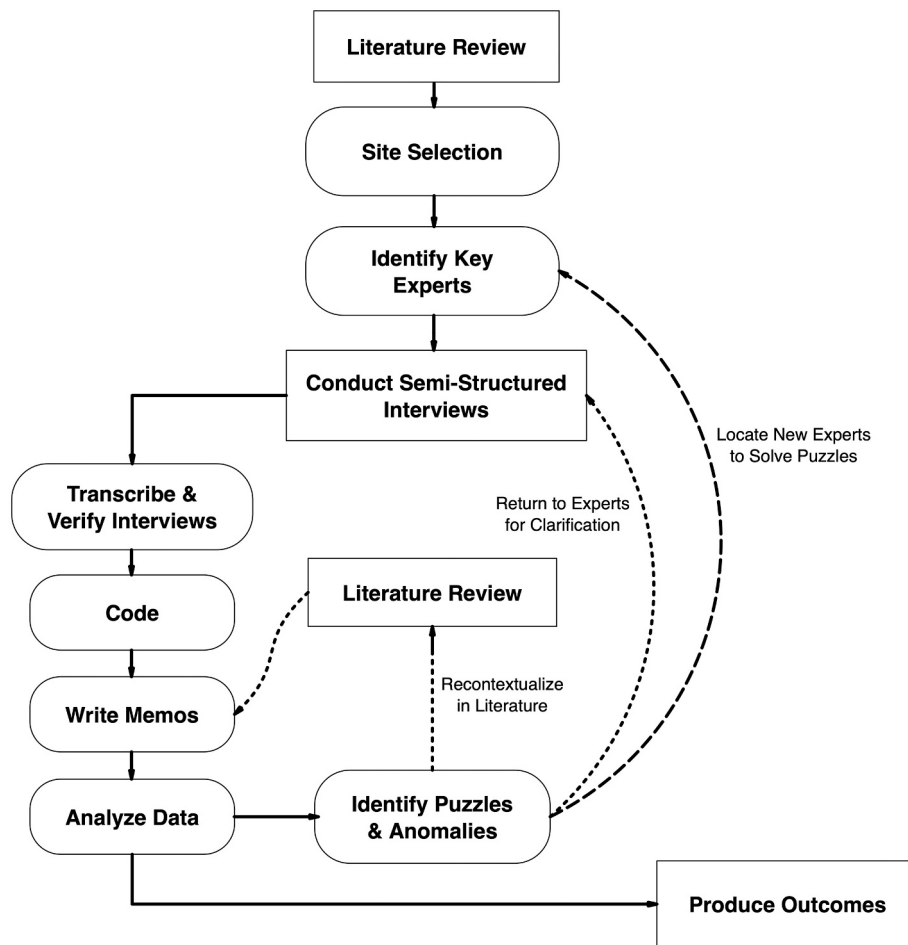 Literature Review
Site Selection
Identify Key
Experts
Conduct Semi-Structured
Interviews
Locate New Experts
to Solve Puzzles
Transcribe &
Verify Interviews
Return to Experts
for Clarification
Literature Review
Code
Recontextualize
in Literature
Write Memos
Analyze Data
Identify Puzzles
& Anomalies
Produce Outcomes